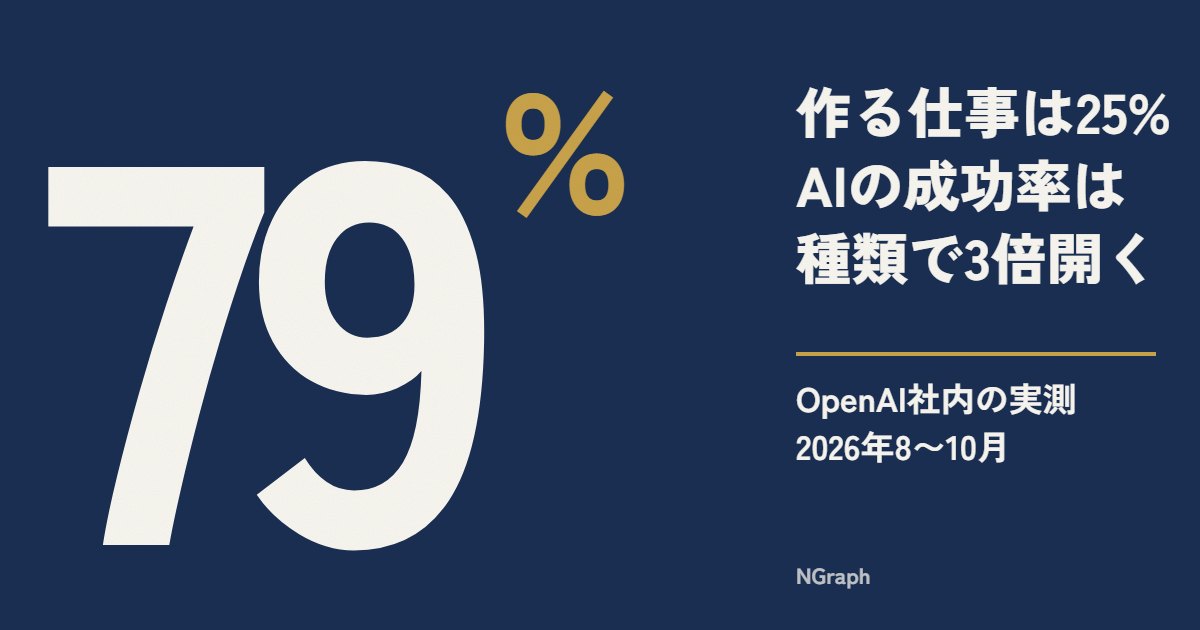 79%
作る仕事は25%
AIの成功率は
種類で3倍開く
OpenAI社内の実測
2026年8〜10月
NGraph